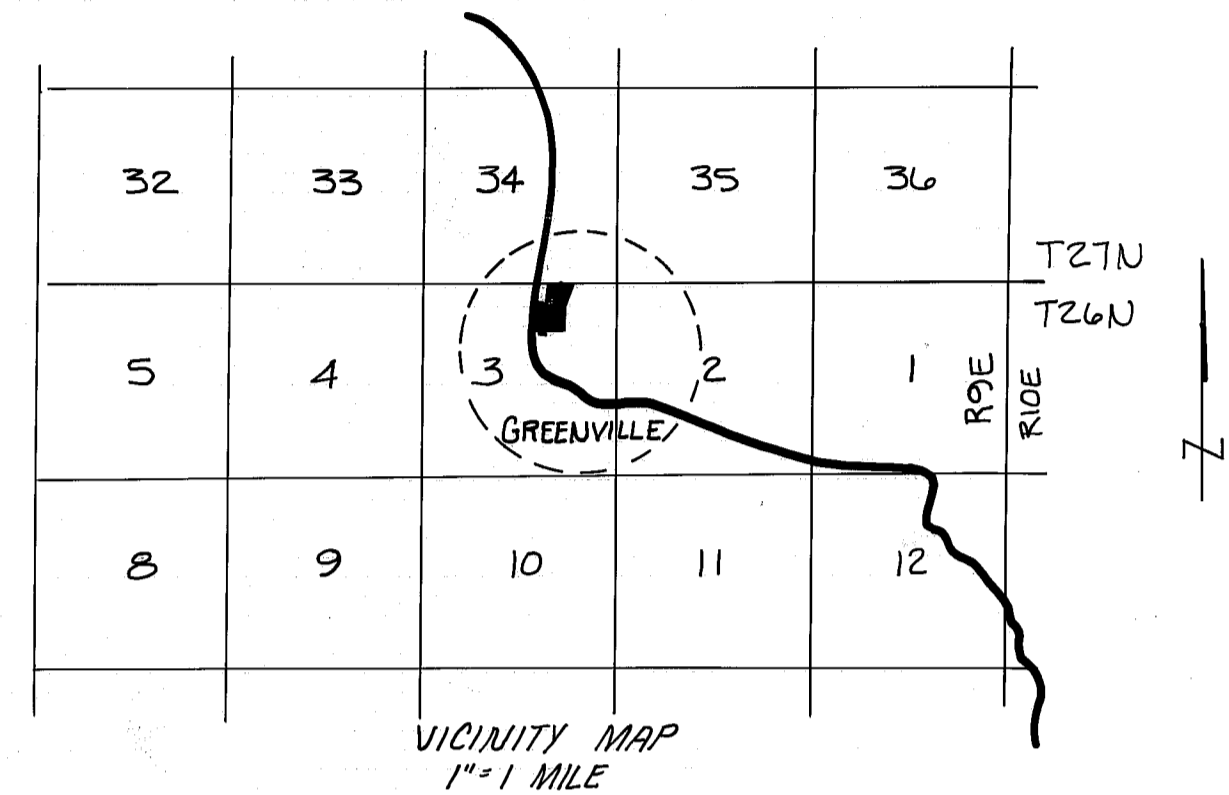 32 33 34 35 36
T27N
T26N
5 4 3 2 1
R9E
R10E
GREENVILLE
8 9 10 11 12
N
VICINITY MAP
1"=1 MILE